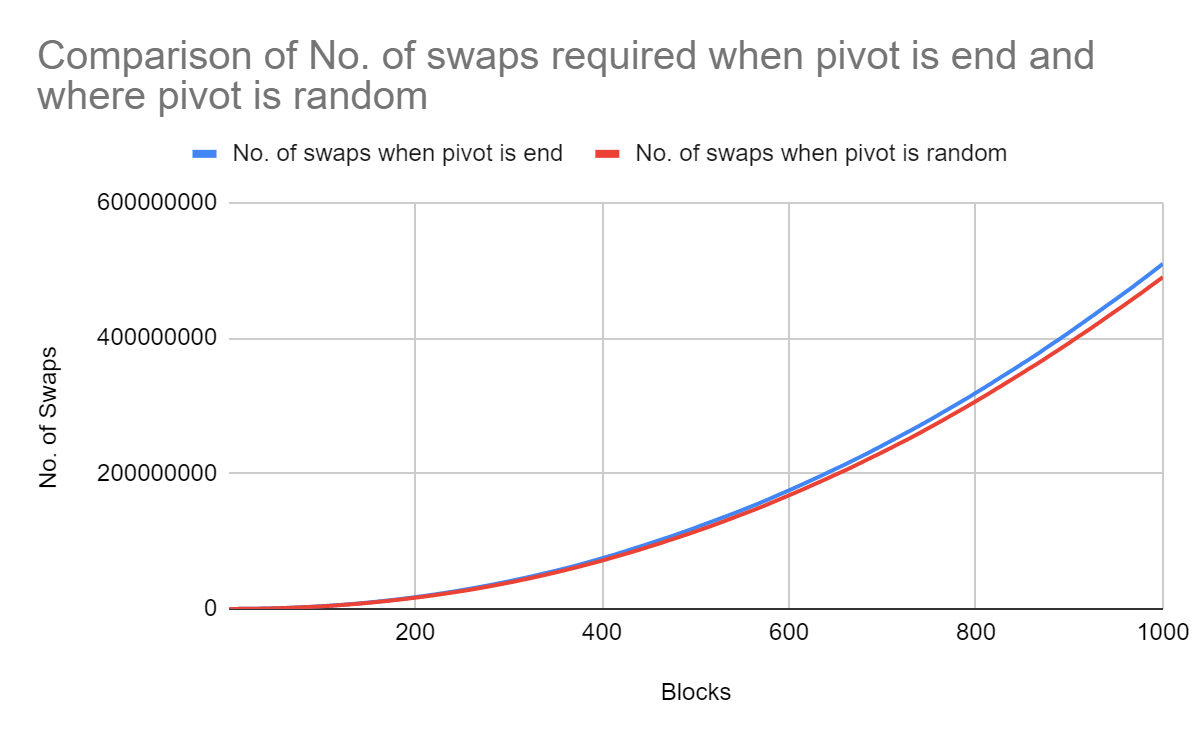 Comparison of No. of swaps required when pivot is end and
where pivot is random
No. of swaps when pivot is end
No. of swaps when pivot is random
600000000
400000000
200000000
0
No. of Swaps
200
400
600
800
1000
Blocks